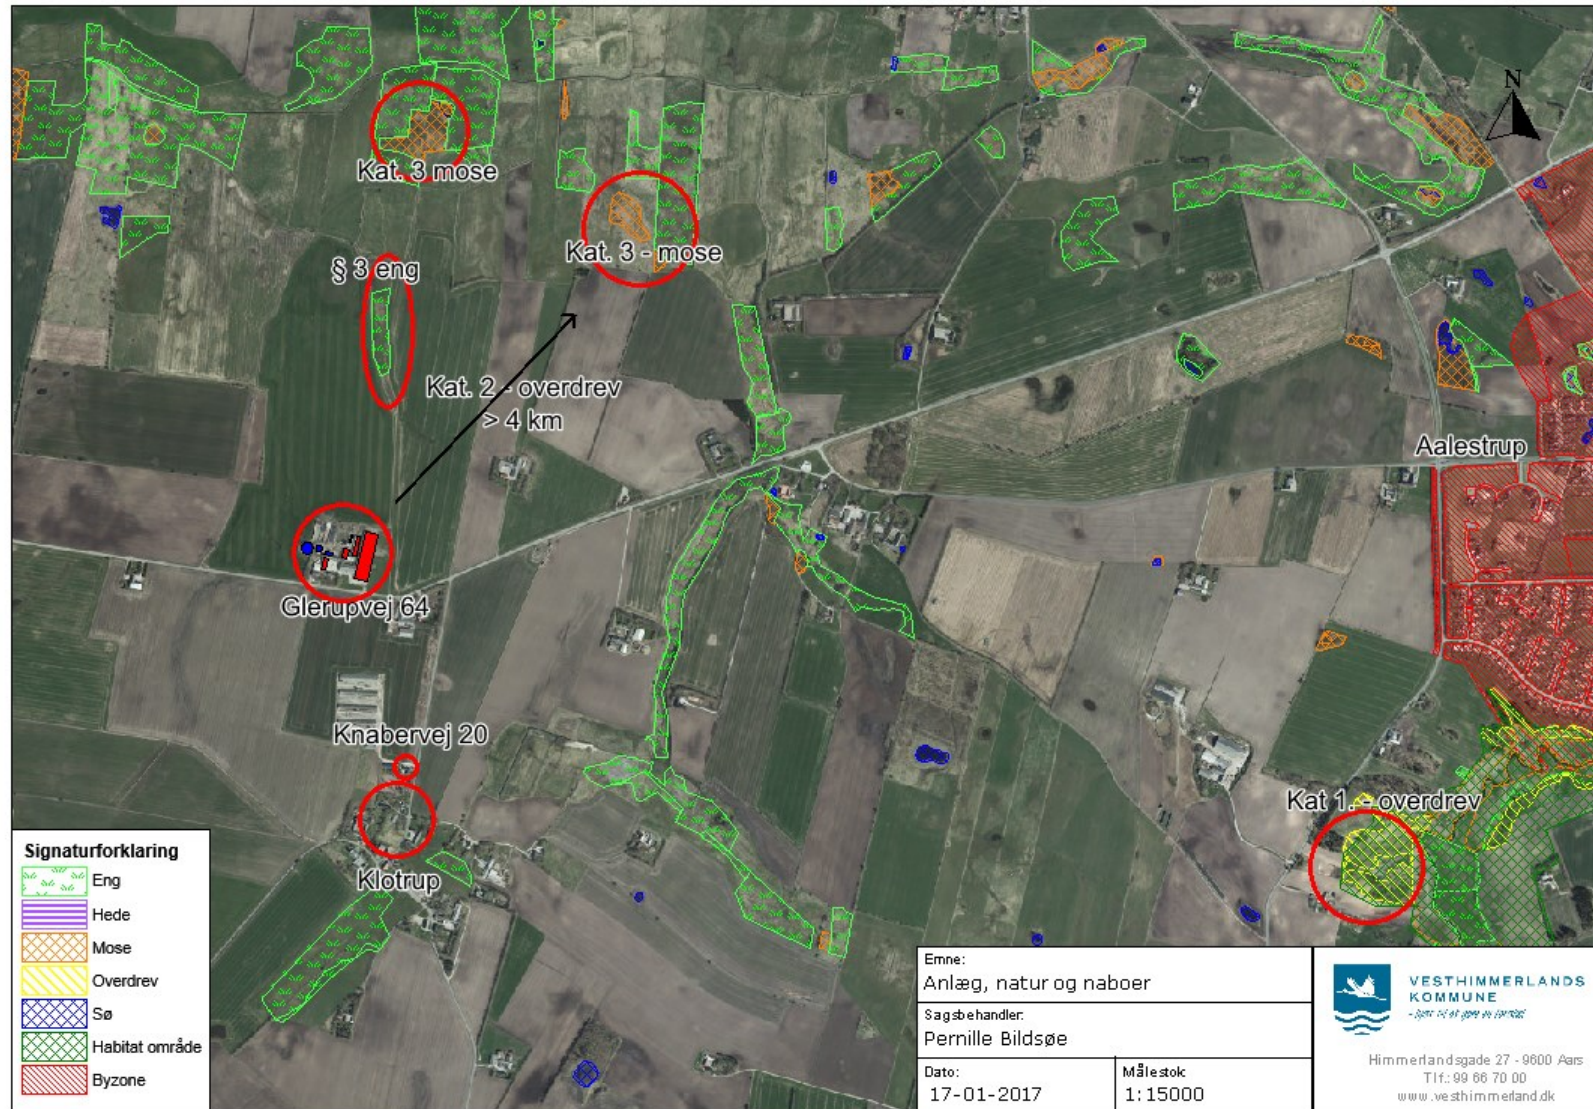 N
Kat. 3 mose
Kat. 3 - mose
§ 3 eng
Kat. 2 - overdrev
> 4 km
Aalestrup
Glerupvej 64
Knabervej 20
Kat 1. - overdrev
Klotrup
Signaturforklaring
Eng
Hede
Mose
Overdrev
Sø
Habitat område
Byzone
Emne:
Anlæg, natur og naboer
Sagsbehandler:
Pernille Bildsøe
Dato:
17-01-2017
Målestok:
1:15000
VESTHIMMERLANDS
KOMMUNE
Himmerlandsgade 27 - 9600 Aars
Tlf.: 99 66 70 00
www.vesthimmerland.dk